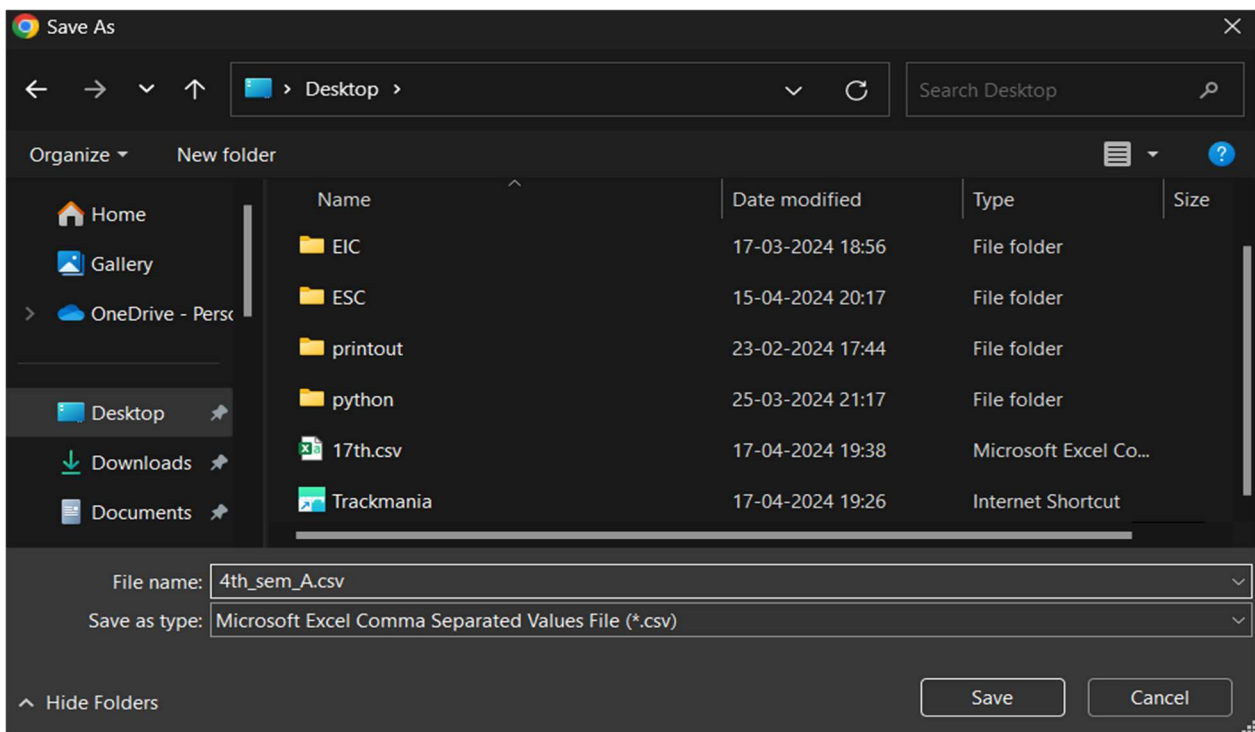 Save As
Desktop
Search Desktop
Organize New folder
Home
Gallery
OneDrive - Perso
Desktop
Downloads
Documents
Name Date modified Type Size
EIC 17-03-2024 18:56 File folder
ESC 15-04-2024 20:17 File folder
printout 23-02-2024 17:44 File folder
python 25-03-2024 21:17 File folder
17th.csv 17-04-2024 19:38 Microsoft Excel Co...
Trackmania 17-04-2024 19:26 Internet Shortcut
File name: 4th_sem_A.csv
Save as type: Microsoft Excel Comma Separated Values File (*.csv)
Hide Folders Save Cancel